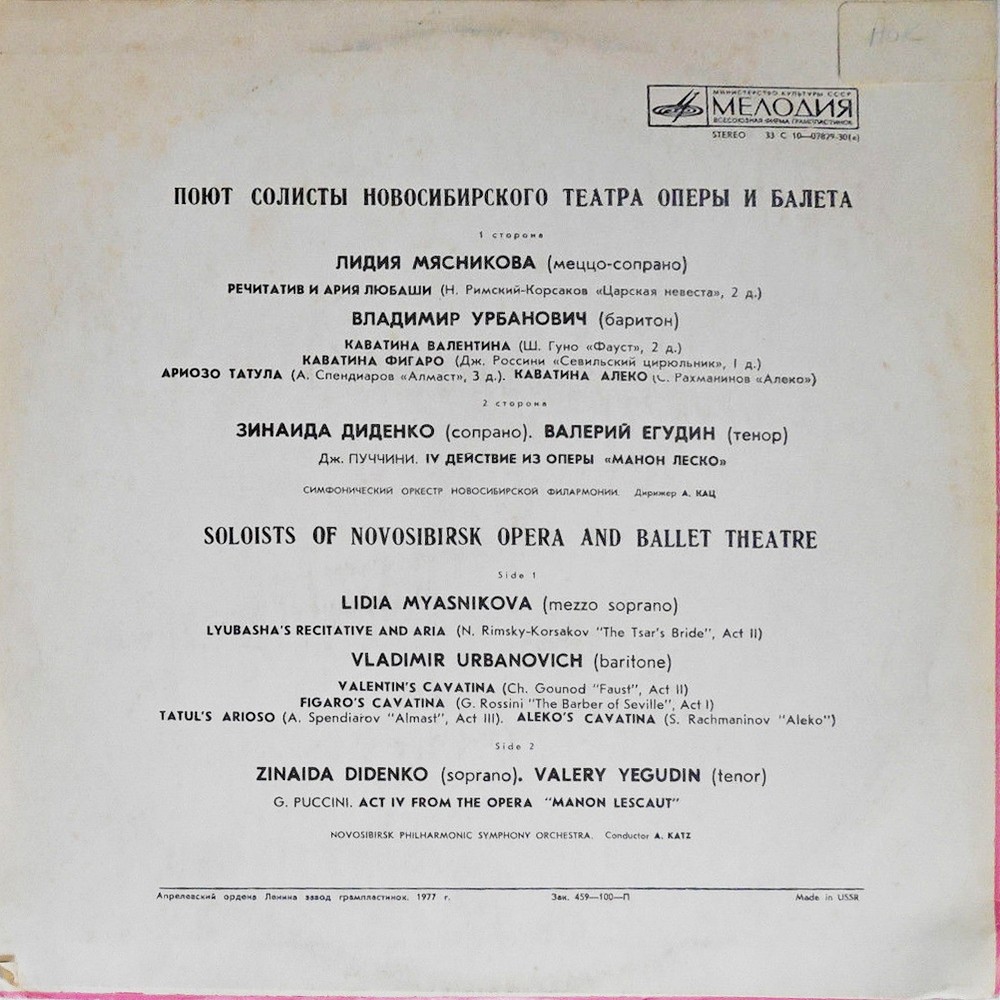 МИНИСТЕРСТВО КУЛЬТУРЫ СССР
МЕЛОДИЯ
ВСЕСОЮЗНАЯ ФИРМА ГРАМПЛАСТИНОК
STEREO 33 С 10—07829-30(а)
ПОЮТ СОЛИСТЫ НОВОСИБИРСКОГО ТЕАТРА ОПЕРЫ И БАЛЕТА
1 сторона
ЛИДИЯ МЯСНИКОВА (меццо-сопрано)
РЕЧИТАТИВ И АРИЯ ЛЮБАШИ (Н. Римский-Корсаков «Царская невеста», 2 д.)
ВЛАДИМИР УРБАНОВИЧ (баритон)
КАВАТИНА ВАЛЕНТИНА (Ш. Гуно «Фауст», 2 д.)
КАВАТИНА ФИГАРО (Дж. Россини «Севильский цирюльник», 1 д.)
АРИОЗО ТАТУЛА (А. Спендиаров «Алмаст», 3 д.). КАВАТИНА АЛЕКО (С. Рахманинов «Алеко»)
2 сторона
ЗИНАИДА ДИДЕНКО (сопрано). ВАЛЕРИЙ ЕГУДИН (тенор)
Дж. ПУЧЧИНИ. IV ДЕЙСТВИЕ ИЗ ОПЕРЫ «МАНОН ЛЕСКО»
СИМФОНИЧЕСКИЙ ОРКЕСТР НОВОСИБИРСКОЙ ФИЛАРМОНИИ. Дирижер А. КАЦ
SOLOISTS OF NOVOSIBIRSK OPERA AND BALLET THEATRE
Side 1
LIDIA MYASNIKOVA (mezzo soprano)
LYUBASHA'S RECITATIVE AND ARIA (N. Rimsky-Korsakov "The Tsar's Bride", Act II)
VLADIMIR URBANOVICH (baritone)
VALENTIN'S CAVATINA (Ch. Gounod "Faust", Act II)
FIGARO'S CAVATINA (G. Rossini "The Barber of Seville", Act I)
TATUL'S ARIOSO (A. Spendiarov "Almast", Act III). ALEKO'S CAVATINA (S. Rachmaninov "Aleko")
Side 2
ZINAIDA DIDENKO (soprano). VALERY YEGUDIN (tenor)
G. PUCCINI. ACT IV FROM THE OPERA "MANON LESCAUT"
NOVOSIBIRSK PHILHARMONIC SYMPHONY ORCHESTRA. Conductor A. KATZ
Апрелевский ордена Ленина завод грампластинок. 1977 г. Зак. 459—100—П Made in USSR